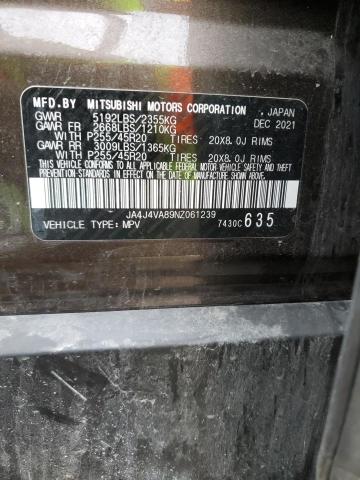 MFD.BY MITSUBISHI MOTORS CORPORATION , JAPAN
GVWR 5192LBS/2355KG DEC 2021
GAWR FR 2668LBS/1210KG
WITH P255/45R20 TIRES 20X8.0J RIMS
GAWR RR 3009LBS/1365KG
WITH P255/45R20 TIRES 20X8.0J RIMS
THIS VEHICLE CONFORMS TO ALL APPLICABLE FEDERAL MOTOR VEHICLE SAFETY AND THEFT
PREVENTION STANDARDS IN EFFECT ON THE DATE OF MANUFACTURE SHOWN ABOVE.
JA4J4VA89NZ061239
VEHICLE TYPE: MPV 7430C 635